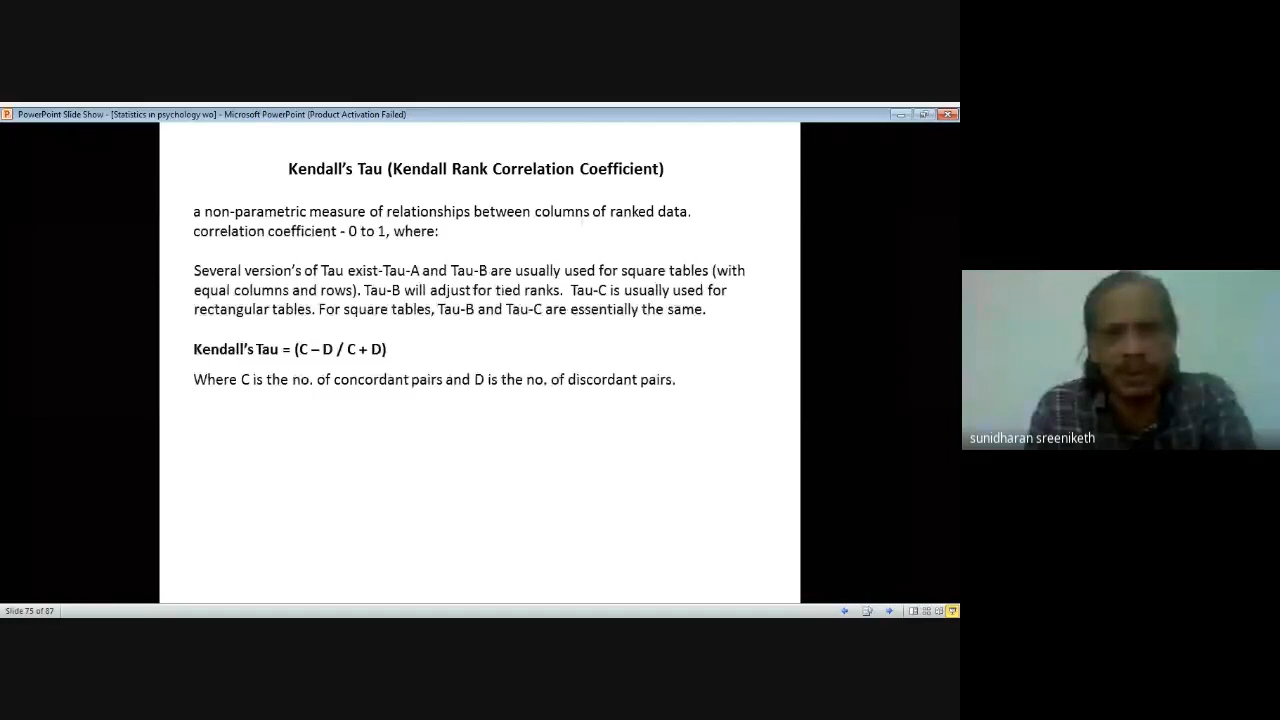 PowerPoint Slide Show - [Statistics in psychology wo] - Microsoft PowerPoint (Product Activation Failed)
Kendall's Tau (Kendall Rank Correlation Coefficient)
a non-parametric measure of relationships between columns of ranked data.
correlation coefficient - 0 to 1, where:
Several version's of Tau exist-Tau-A and Tau-B are usually used for square tables (with
equal columns and rows). Tau-B will adjust for tied ranks. Tau-C is usually used for
rectangular tables. For square tables, Tau-B and Tau-C are essentially the same.
Kendall's Tau = (C – D / C + D)
Where C is the no. of concordant pairs and D is the no. of discordant pairs.
sunidharan sreeniketh
Slide 75 of 87